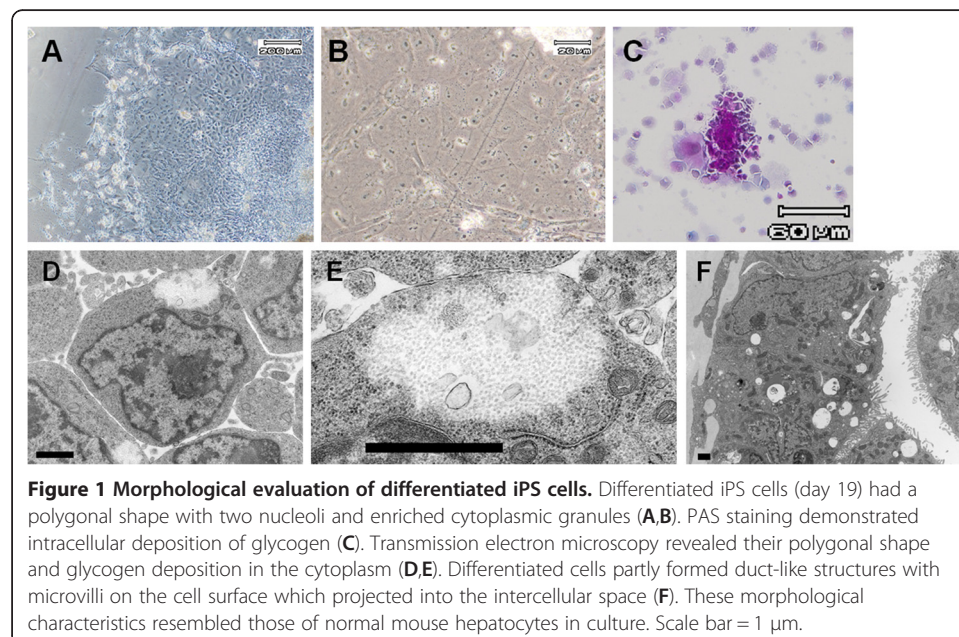 A
200 µm
B
20 µm
C
60 µm
D
E
F
Figure 1 Morphological evaluation of differentiated iPS cells. Differentiated iPS cells (day 19) had a
polygonal shape with two nucleoli and enriched cytoplasmic granules (A,B). PAS staining demonstrated
intracellular deposition of glycogen (C). Transmission electron microscopy revealed their polygonal shape
and glycogen deposition in the cytoplasm (D,E). Differentiated cells partly formed duct-like structures with
microvilli on the cell surface which projected into the intercellular space (F). These morphological
characteristics resembled those of normal mouse hepatocytes in culture. Scale bar = 1 μm.